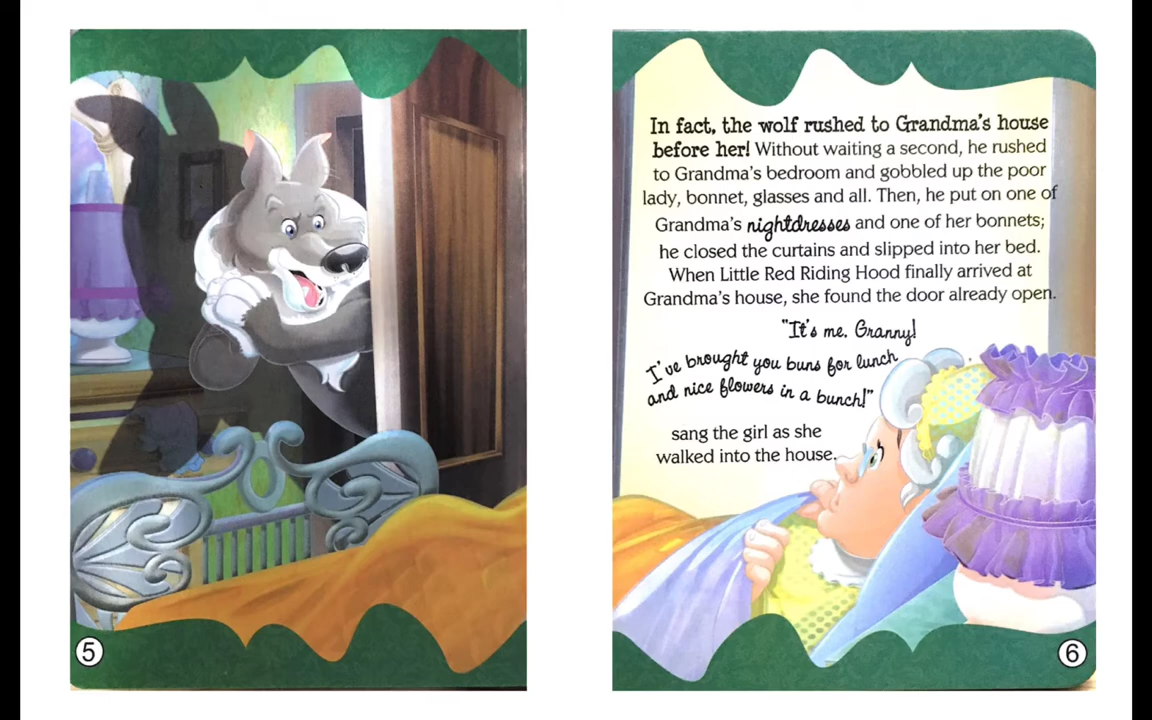 In fact, the wolf rushed to Grandma's house
before her! Without waiting a second, he rushed
to Grandma's bedroom and gobbled up the poor
lady, bonnet, glasses and all. Then, he put on one of
Grandma's nightdresses and one of her bonnets;
he closed the curtains and slipped into her bed.
When Little Red Riding Hood finally arrived at
Grandma's house, she found the door already open.
"It's me, Granny!
I've brought you buns for lunch
and nice flowers in a bunch!"
sang the girl as she
walked into the house.
5
6